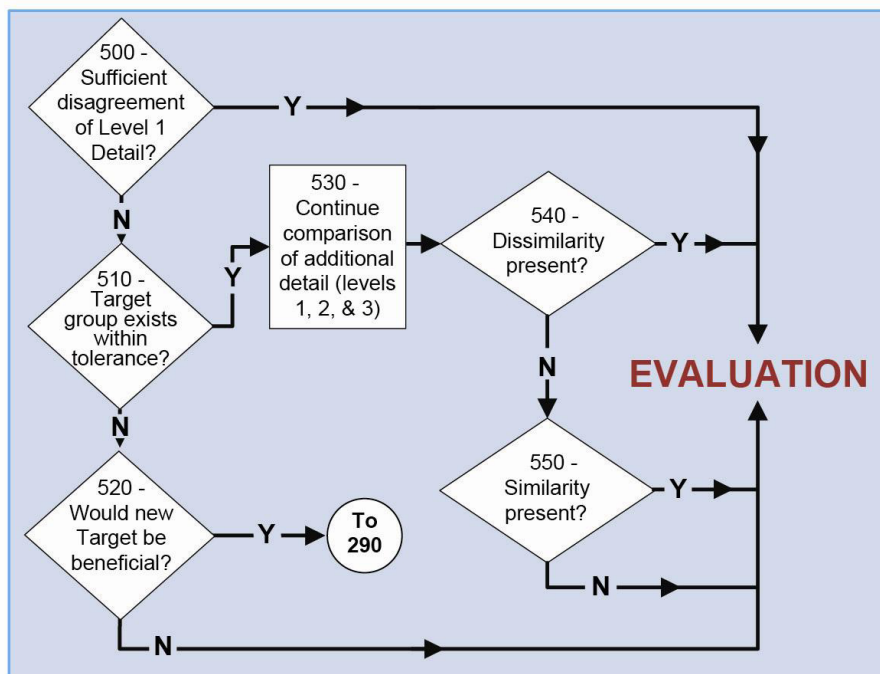 500 -
Sufficient
disagreement
of Level 1
Detail?
Y
N
510 -
Target
group exists
within
tolerance?
Y
N
530 -
Continue
comparison
of additional
detail (levels
1, 2, & 3)
540 -
Dissimilarity
present?
Y
N
EVALUATION
520 -
Would new
Target be
beneficial?
Y
To
290
N
550 -
Similarity
present?
Y
N